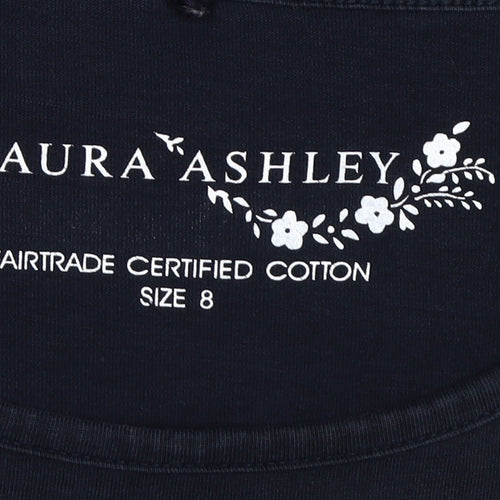 AURA ASHLEY
AIRTRADE CERTIFIED COTTON
SIZE 8